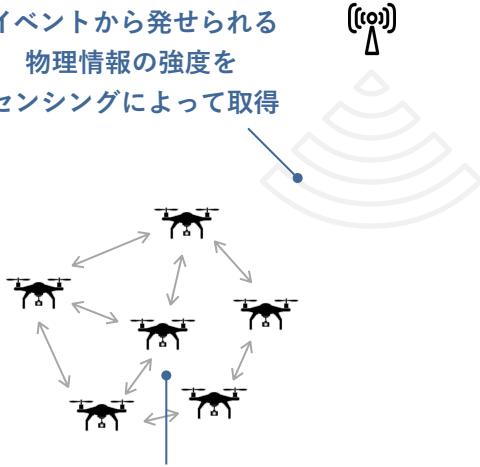 イベントから発せられる
物理情報の強度を
センシングによって取得